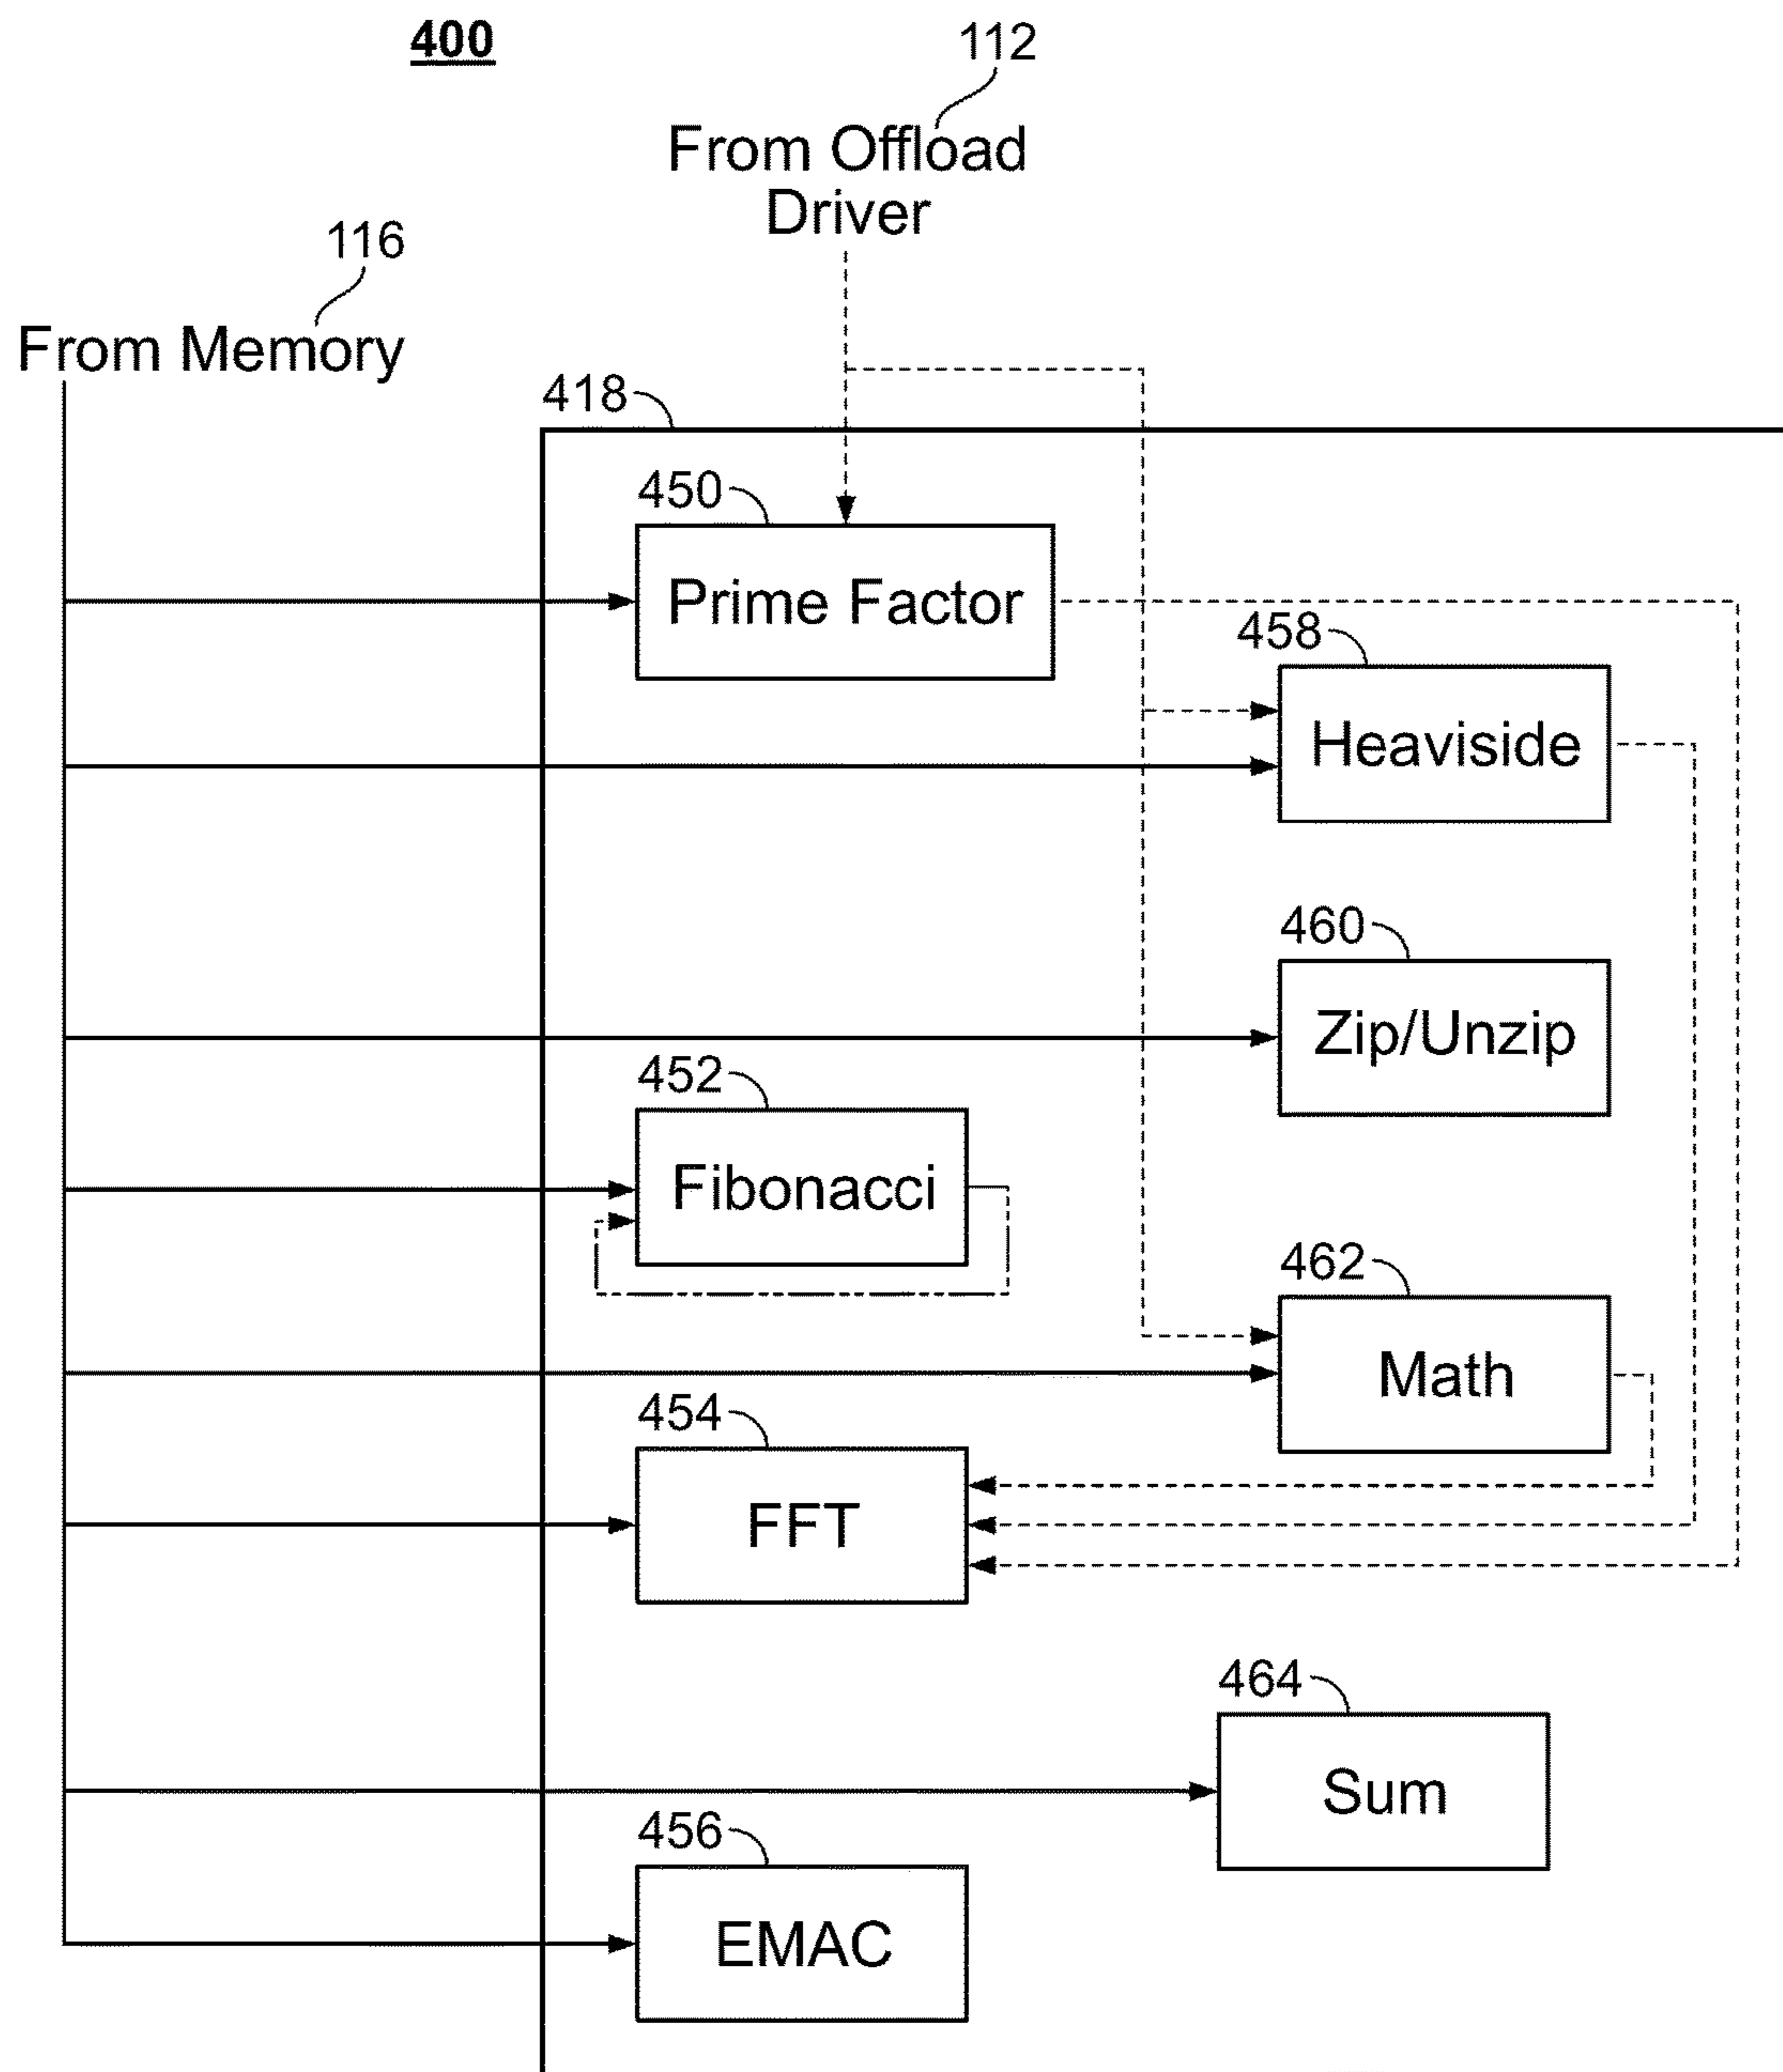 400
112
From Offload
Driver
116
From Memory
418
450
Prime Factor
458
Heaviside
460
Zip/Unzip
452
Fibonacci
462
Math
454
FFT
464
Sum
456
EMAC